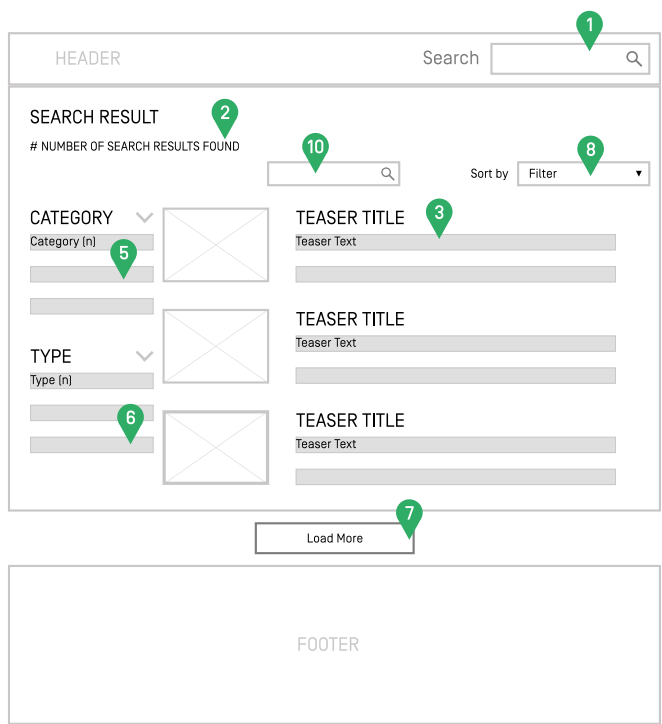 1
HEADER
Search
SEARCH RESULT
2
# NUMBER OF SEARCH RESULTS FOUND
10
8
Sort by
Filter
CATEGORY
3
TEASER TITLE
Category (n)
5
Teaser Text
TEASER TITLE
Teaser Text
TYPE
Type (n)
6
TEASER TITLE
Teaser Text
7
Load More
FOOTER